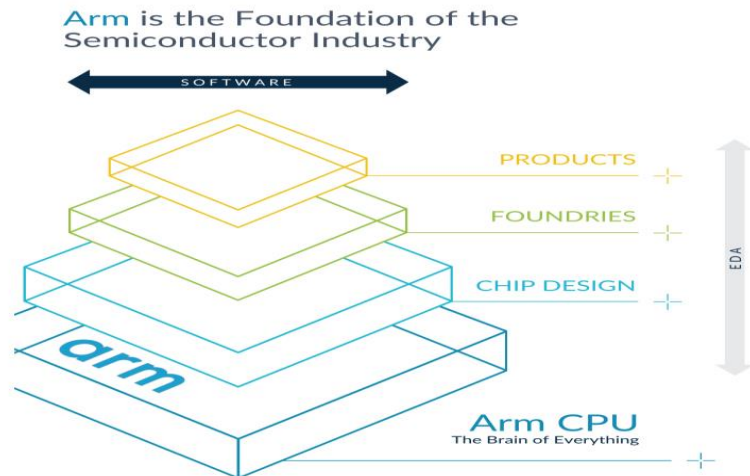 Arm is the Foundation of the
Semiconductor Industry
SOFTWARE
PRODUCTS
FOUNDRIES
CHIP DESIGN
EDA
arm
Arm CPU
The Brain of Everything